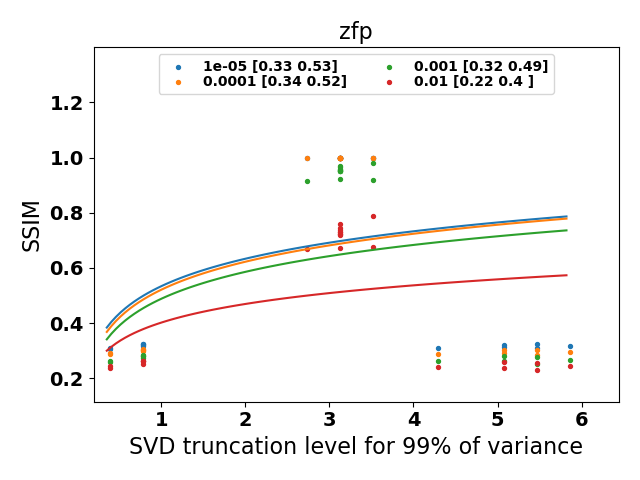 zfp
1e-05 [0.33 0.53]
0.0001 [0.34 0.52]
0.001 [0.32 0.49]
0.01 [0.22 0.4 ]
SSIM
1.2
1.0
0.8
0.6
0.4
0.2
1 2 3 4 5 6
SVD truncation level for 99% of variance